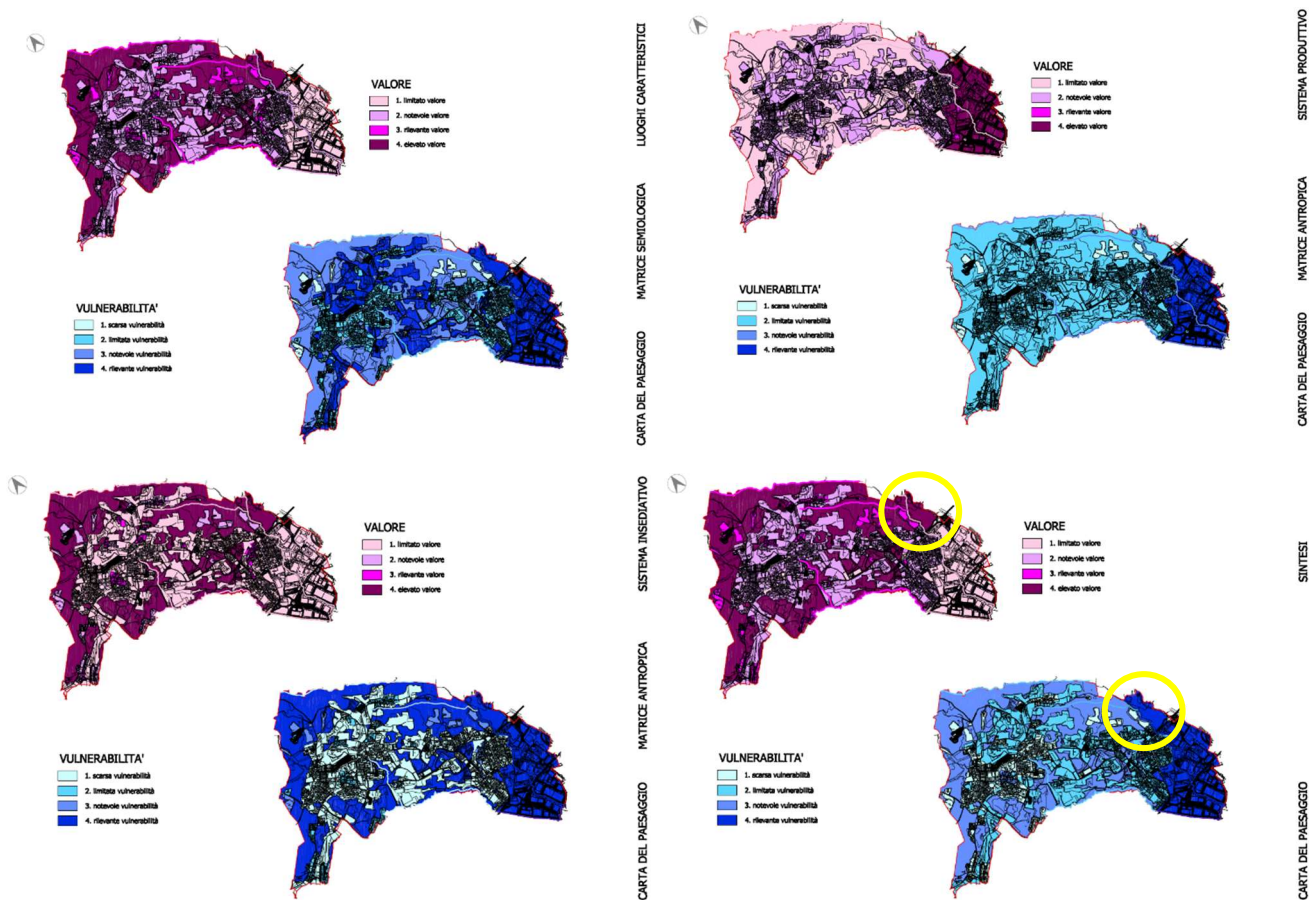 VALORE
1. limitato valore
2. notevole valore
3. rilevante valore
4. elevato valore
VULNERABILITA'
1. scarsa vulnerabilità
2. limitata vulnerabilità
3. notevole vulnerabilità
4. rilevante vulnerabilità
CARTA DEL PAESAGGIO MATRICE SEMIOLOGICA LUOGHI CARATTERISTICI
VALORE
1. limitato valore
2. notevole valore
3. rilevante valore
4. elevato valore
VULNERABILITA'
1. scarsa vulnerabilità
2. limitata vulnerabilità
3. notevole vulnerabilità
4. rilevante vulnerabilità
CARTA DEL PAESAGGIO MATRICE ANTROPICA SISTEMA PRODUTTIVO
VALORE
1. limitato valore
2. notevole valore
3. rilevante valore
4. elevato valore
VULNERABILITA'
1. scarsa vulnerabilità
2. limitata vulnerabilità
3. notevole vulnerabilità
4. rilevante vulnerabilità
CARTA DEL PAESAGGIO MATRICE ANTROPICA SISTEMA INSEDIATIVO
VALORE
1. limitato valore
2. notevole valore
3. rilevante valore
4. elevato valore
VULNERABILITA'
1. scarsa vulnerabilità
2. limitata vulnerabilità
3. notevole vulnerabilità
4. rilevante vulnerabilità
CARTA DEL PAESAGGIO SINTESI